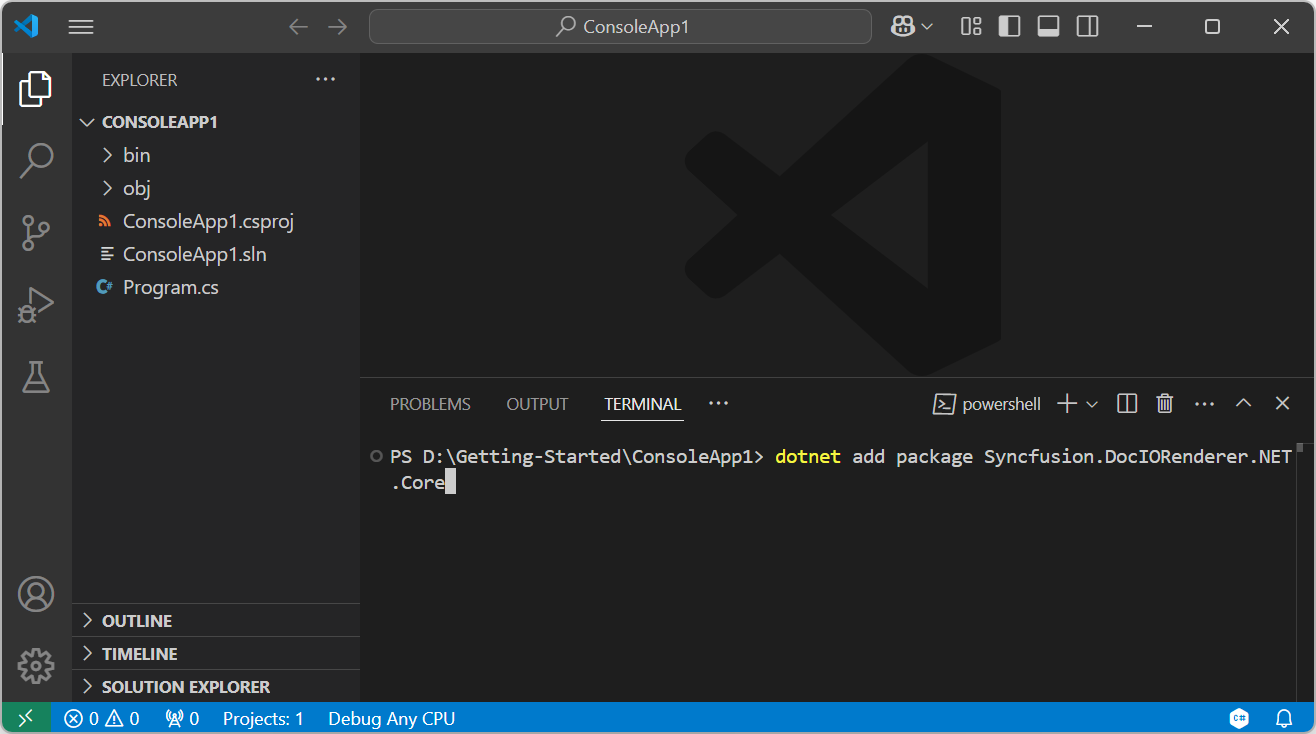 ConsoleApp1
EXPLORER
CONSOLEAPP1
bin
obj
ConsoleApp1.csproj
ConsoleApp1.sln
C# Program.cs
OUTLINE
TIMELINE
SOLUTION EXPLORER
PROBLEMS OUTPUT TERMINAL powershell
PS D:\Getting-Started\ConsoleApp1> dotnet add package Syncfusion.DocIORenderer.NET
.Core
0 0 0 Projects: 1 Debug Any CPU C#